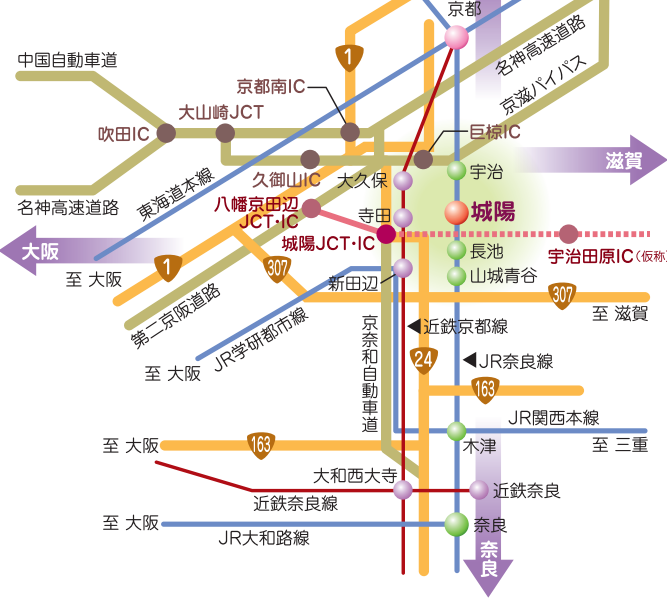 京都
1
名神高速道路
中国自動車道
京滋バイパス
京都南IC
大山崎JCT
吹田IC
巨椋IC
滋賀
久御山IC
大久保
宇治
東海道本線
名神高速道路
八幡京田辺
JCT・IC
寺田
城陽
大阪
城陽JCT・IC
長池
宇治田原IC(仮称)
1
307
新田辺
山城青谷
至 大阪
307
第二京阪道路
至 滋賀
JR学研都市線
京奈和自動車道
近鉄京都線
24
JR奈良線
至 大阪
163
JR関西本線
163
至 大阪
木津
至 三重
大和西大寺
近鉄奈良線
近鉄奈良
至 大阪
奈良
JR大和路線
奈良